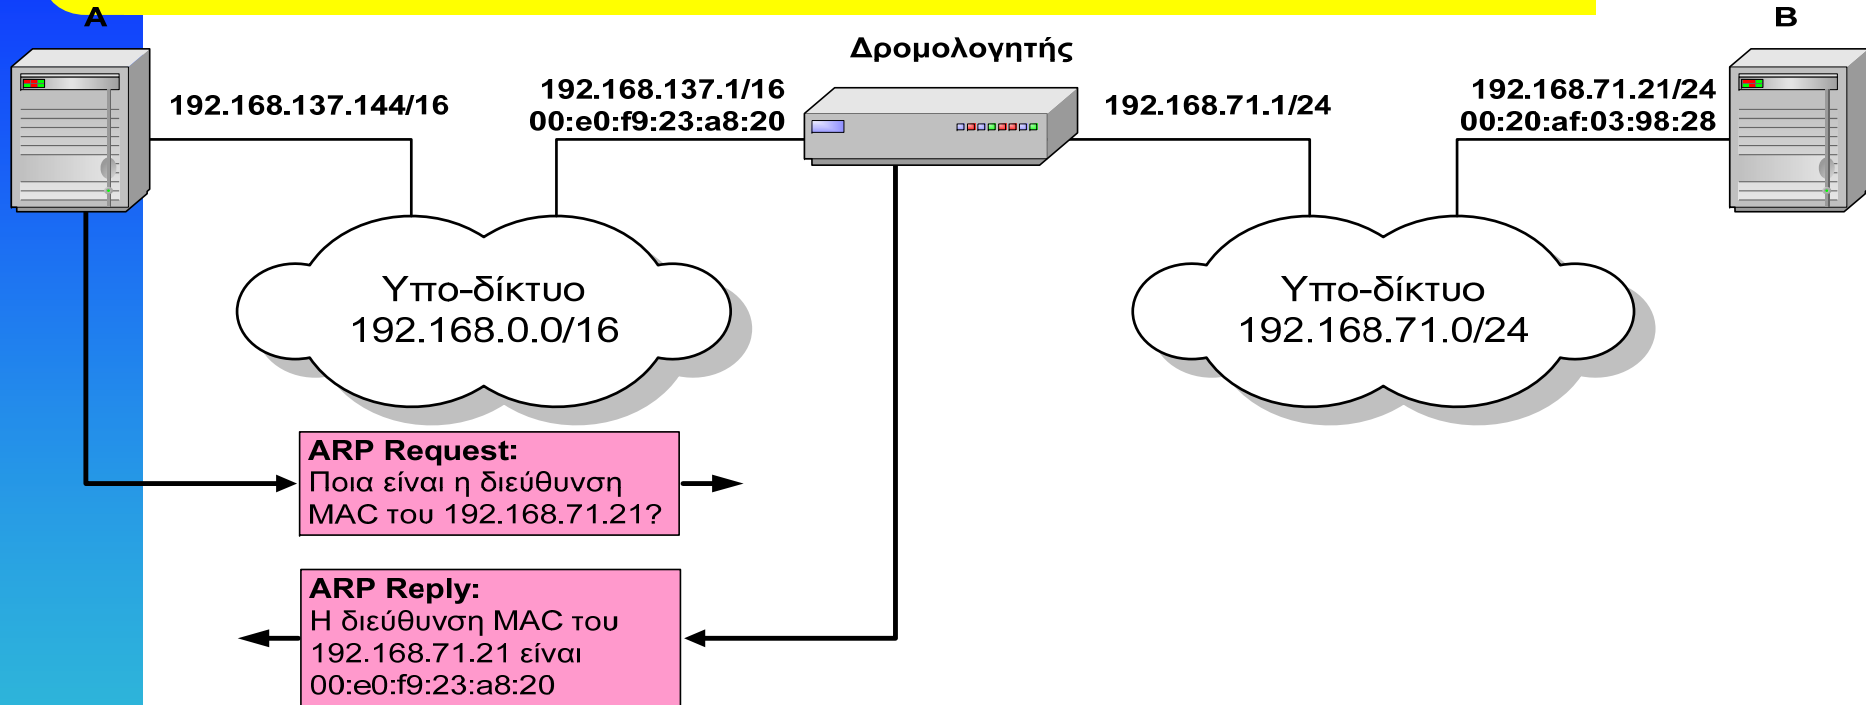 A
B
Δρομολογητής
192.168.137.144/16
192.168.137.1/16
00:e0:f9:23:a8:20
192.168.71.1/24
192.168.71.21/24
00:20:af:03:98:28
Υπο-δίκτυο
192.168.0.0/16
Υπο-δίκτυο
192.168.71.0/24
ARP Request:
Ποια είναι η διεύθυνση
MAC του 192.168.71.21?
ARP Reply:
Η διεύθυνση MAC του
192.168.71.21 είναι
00:e0:f9:23:a8:20